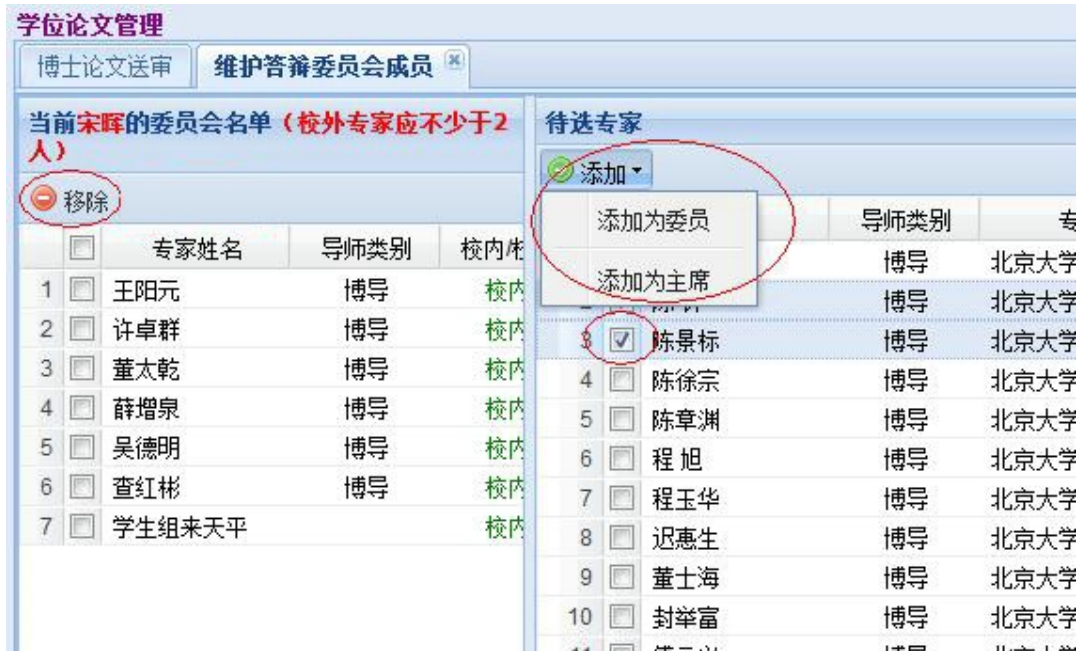 学位论文管理
博士论文送审 维护答辩委员会成员
当前宋晖的委员会名单（校外专家应不少于2
人）
移除
专家姓名 导师类别 校内/校
1 王阳元 博导 校内
2 许卓群 博导 校内
3 董太乾 博导 校内
4 薛增泉 博导 校内
5 吴德明 博导 校内
6 查红彬 博导 校内
7 学生组来天平 校内
待选专家
添加
添加为委员
添加为主席
导师类别 专
博导 北京大学
博导 北京大学
3 陈景标 博导 北京大学
4 陈徐宗 博导 北京大学
5 陈章渊 博导 北京大学
6 程旭 博导 北京大学
7 程玉华 博导 北京大学
8 迟惠生 博导 北京大学
9 董士海 博导 北京大学
10 封举富 博导 北京大学